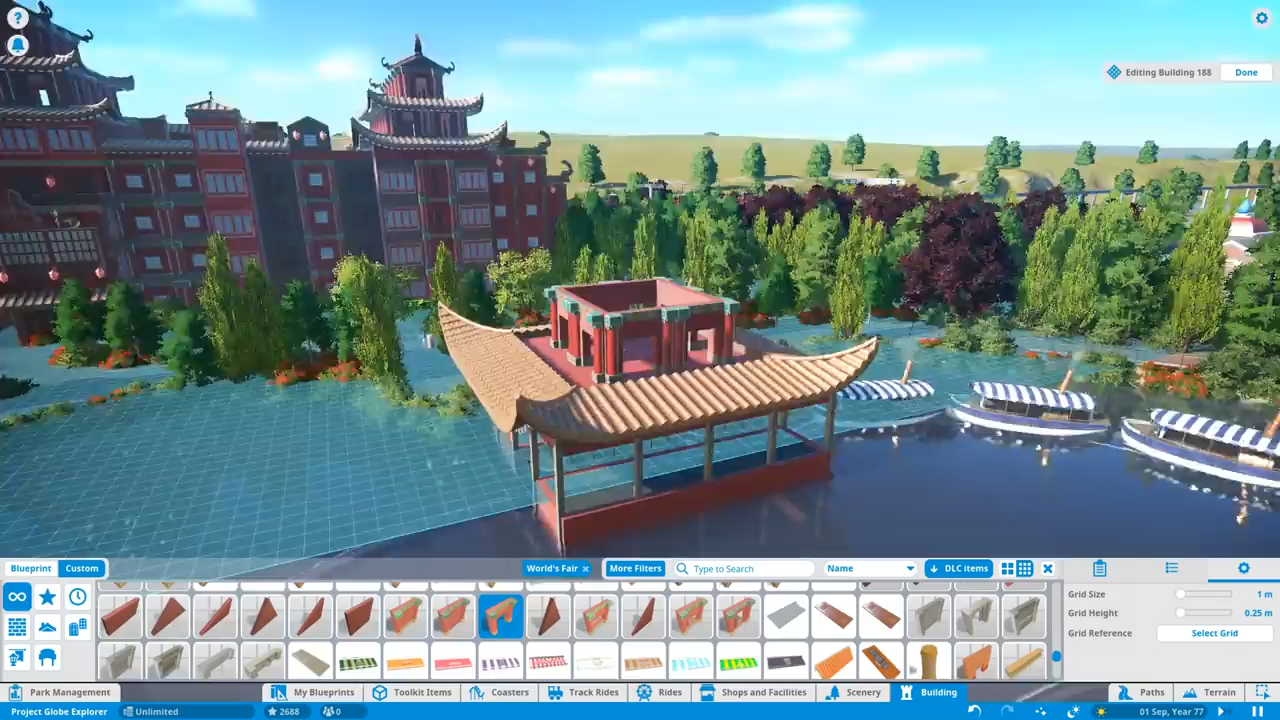 ?
Editing Building 188
Done
Blueprint
Custom
World's Fair
More Filters
Type to Search
Name
DLC items
Grid Size
1 m
Grid Height
0.25 m
Grid Reference
Select Grid
Park Management
My Blueprints
Toolkit Items
Coasters
Track Rides
Rides
Shops and Facilities
Scenery
Building
Paths
Terrain
Project Globe Explorer
Unlimited
2688
0
01 Sep, Year 77